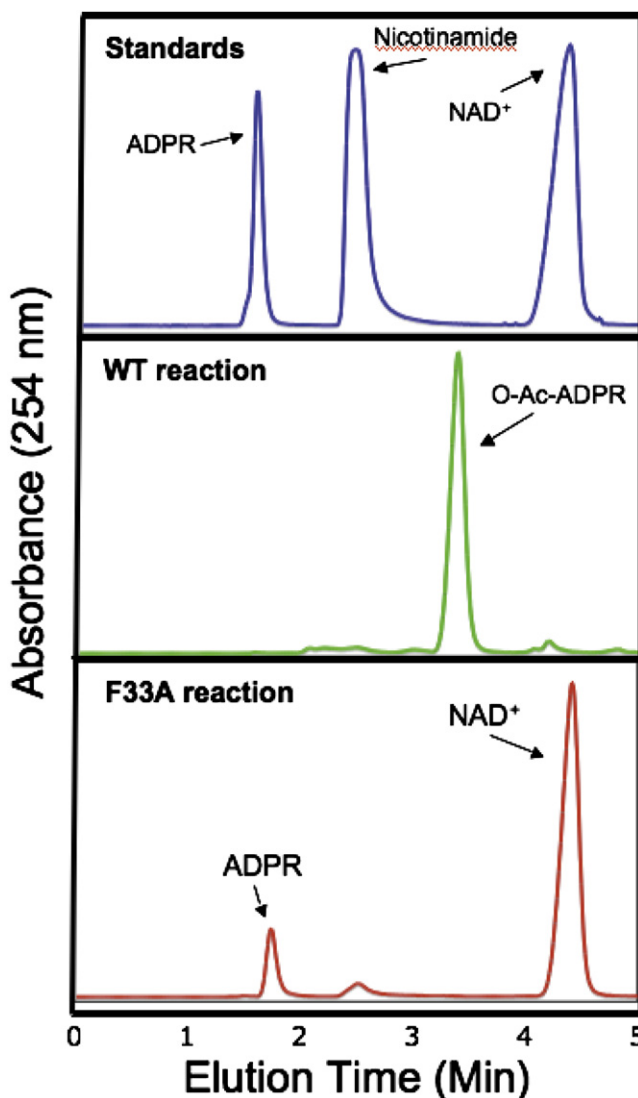 Standards
Nicotinamide
ADPR
NAD+
WT reaction
O-Ac-ADPR
F33A reaction
NAD+
ADPR
0 1 2 3 4 5
Elution Time (Min)
Absorbance (254 nm)